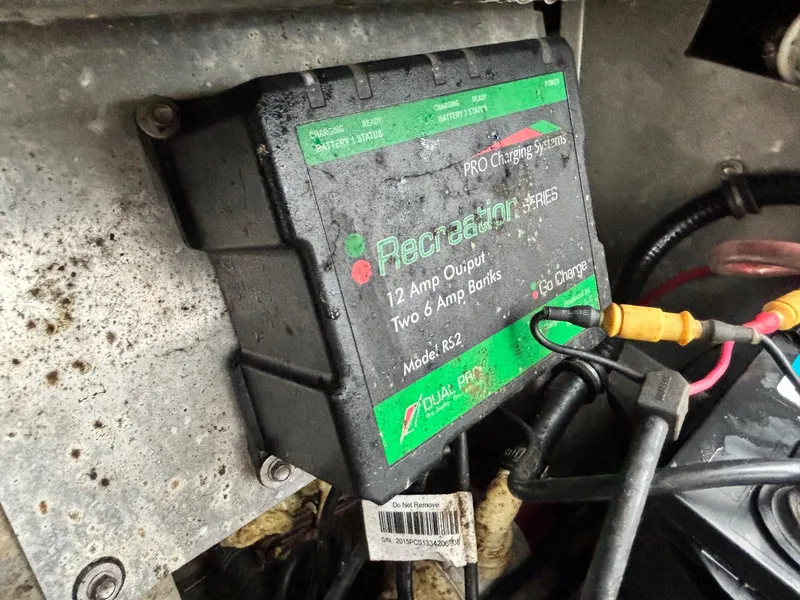 CHARGING READY
BATTERY 1 STATUS
CHARGING READY
BATTERY 2 STATUS
POWER
PRO Charging Systems
Recreation SERIES
12 Amp Output
Two 6 Amp Banks
Go Charge
Model RS2
DUAL PRO
Do Not Remove